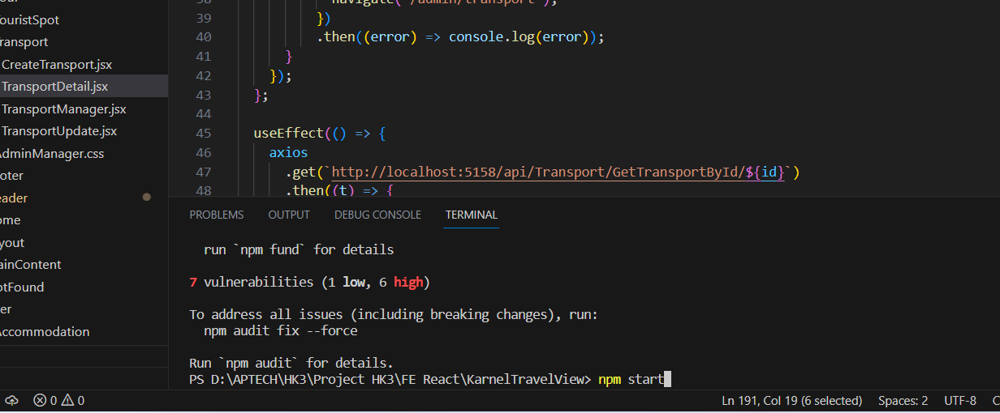 ouristSpot
ransport
CreateTransport.jsx
TransportDetail.jsx
TransportManager.jsx
TransportUpdate.jsx
AdminManager.css
oter
eader
ome
yout
ainContent
otFound
er
Accommodation
38 navigate("/admin/transport");
39 })
40 .then((error) => console.log(error));
41 }
42 });
43 };
44
45 useEffect(() => {
46 axios
47 .get(`http://localhost:5158/api/Transport/GetTransportById/${id}`)
48 .then((t) => {
PROBLEMS OUTPUT DEBUG CONSOLE TERMINAL
run `npm fund` for details
7 vulnerabilities (1 low, 6 high)
To address all issues (including breaking changes), run:
npm audit fix --force
Run `npm audit` for details.
PS D:\APTECH\HK3\Project HK3\FE React\KarnelTravelView> npm start
0 0 Ln 191, Col 19 (6 selected) Spaces: 2 UTF-8 C